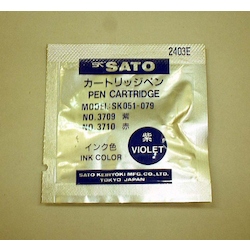 2403E
SK SATO
カートリッジペン
PEN CARTRIDGE
MODEL:SK051-079
NO.3709 紫
NO.3710 赤
インク色
INK COLOR
紫
VIOLET
SATO KEIRYOKI MFG.CO.,LTD.
TOKYO JAPAN